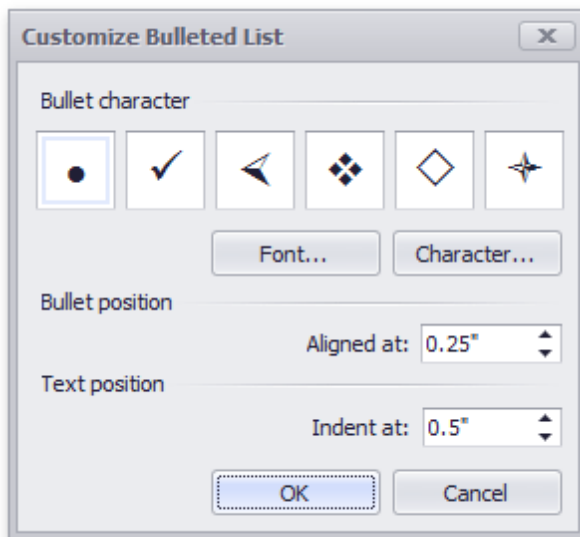 Customize Bulleted List
Bullet character
Font... Character...
Bullet position
Aligned at: 0.25"
Text position
Indent at: 0.5"
OK Cancel